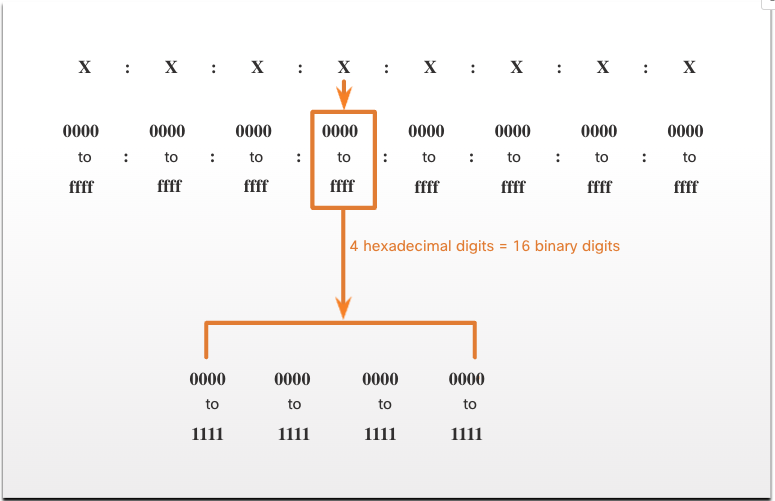 X : X : X : X : X : X : X : X
0000 0000 0000 0000 0000 0000 0000 0000
to : to : to : to : to : to : to : to
ffff ffff ffff ffff ffff ffff ffff ffff
4 hexadecimal digits = 16 binary digits
0000 0000 0000 0000
to to to to
1111 1111 1111 1111